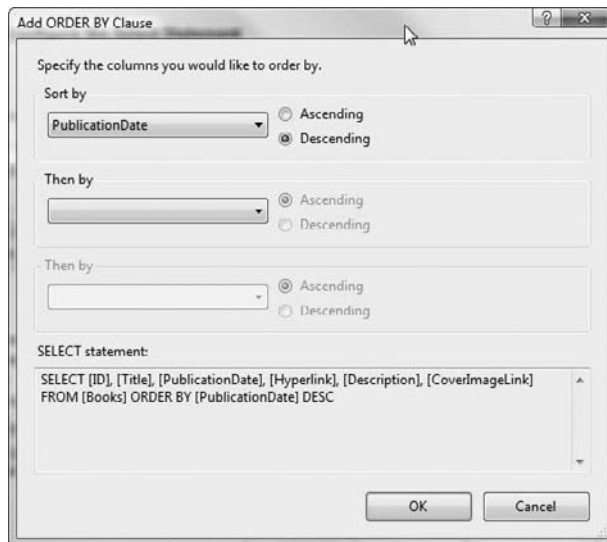 Add ORDER BY Clause
Specify the columns you would like to order by.
Sort by
PublicationDate
Ascending
Descending
Then by
Ascending
Descending
Then by
Ascending
Descending
SELECT statement:
SELECT [ID], [Title], [PublicationDate], [Hyperlink], [Description], [CoverImageLink]
FROM [Books] ORDER BY [PublicationDate] DESC
OK Cancel